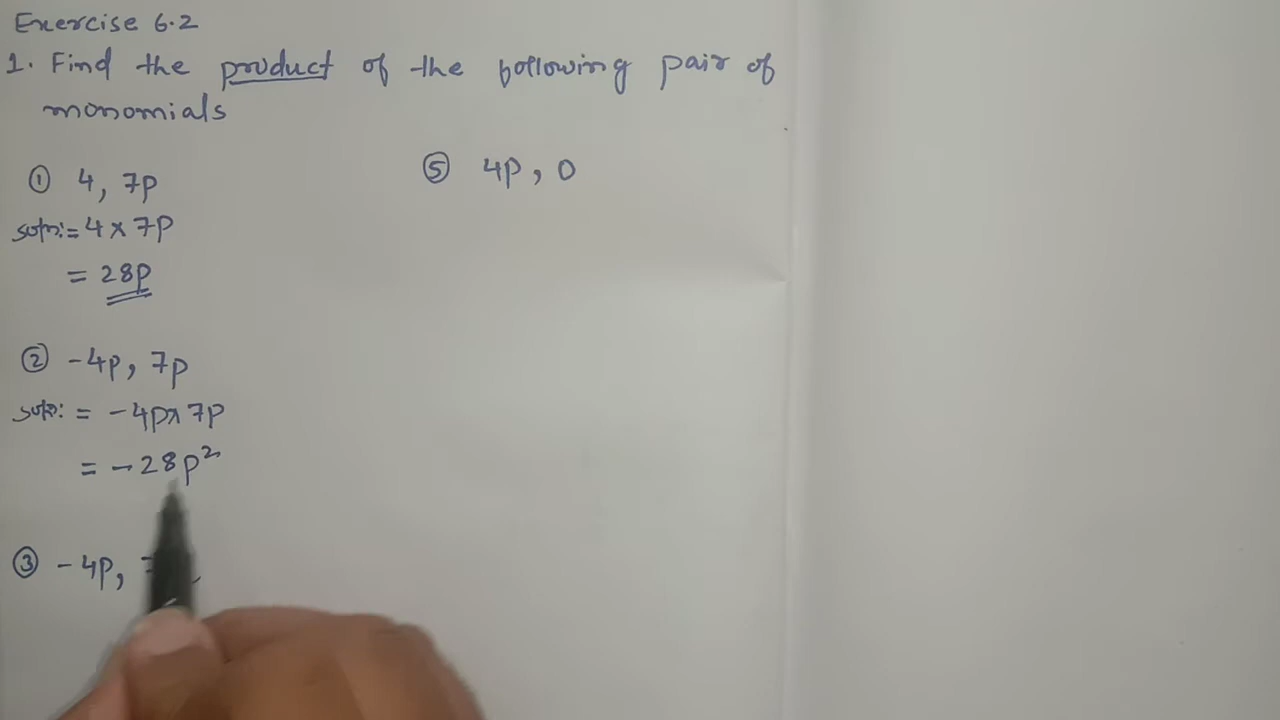 Exercise 6.2
1. Find the product of the following pair of
monomials
① 4, 7p
soln: = 4 × 7p
= 28p
② -4p, 7p
soln: = -4p × 7p
= -28p²
③ -4p,
⑤ 4p, 0